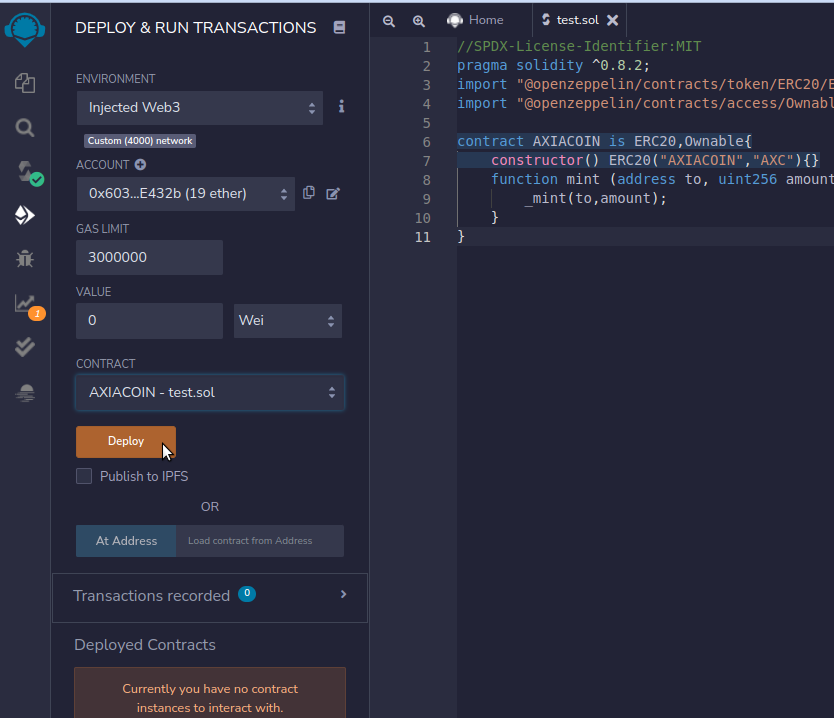 DEPLOY & RUN TRANSACTIONS
ENVIRONMENT
Injected Web3
Custom (4000) network
ACCOUNT
0x603...E432b (19 ether)
GAS LIMIT
3000000
VALUE
0
Wei
CONTRACT
AXIACOIN - test.sol
Deploy
Publish to IPFS
OR
At Address
Load contract from Address
Transactions recorded 0
Deployed Contracts
Currently you have no contract
instances to interact with.
1
Home
test.sol
1 //SPDX-License-Identifier:MIT
2 pragma solidity ^0.8.2;
3 import "@openzeppelin/contracts/token/ERC20/E
4 import "@openzeppelin/contracts/access/Ownabl
5
6 contract AXIACOIN is ERC20,Ownable{
7 constructor() ERC20("AXIACOIN","AXC"){}
8 function mint (address to, uint256 amount
9 _mint(to,amount);
10 }
11 }